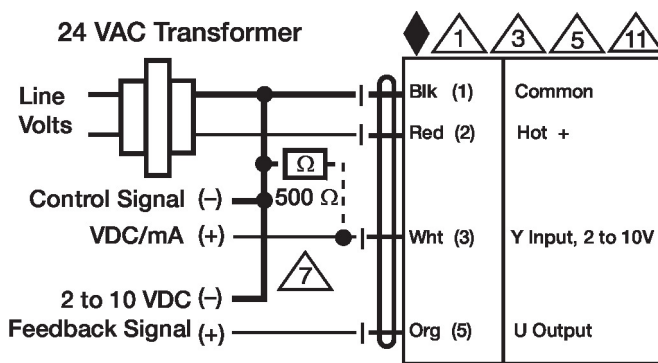 24 VAC Transformer
1 3 5 11
Line
Volts
Blk (1) Common
Red (2) Hot +
Ω
500 Ω
Control Signal (–)
VDC/mA (+)
Wht (3) Y Input, 2 to 10V
7
2 to 10 VDC (–)
Feedback Signal (+)
Org (5) U Output